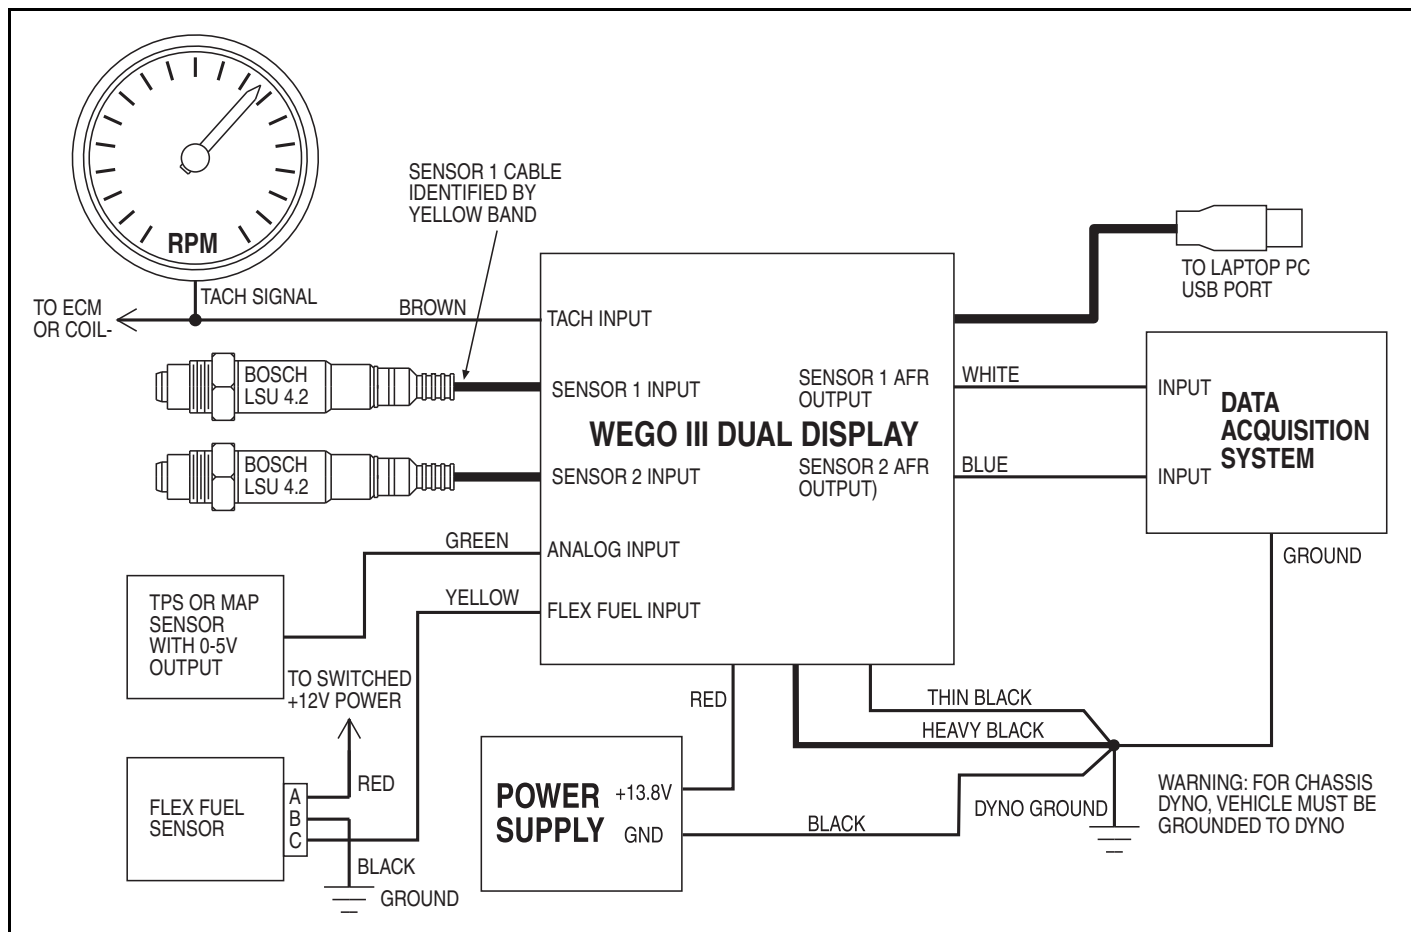 SENSOR 1 CABLE
IDENTIFIED BY
YELLOW BAND
RPM
TACH SIGNAL
TO ECM
OR COIL-
BROWN
TACH INPUT
TO LAPTOP PC
USB PORT
BOSCH
LSU 4.2
SENSOR 1 INPUT
SENSOR 1 AFR
OUTPUT
WHITE
INPUT
DATA
ACQUISITION
SYSTEM
WEGO III DUAL DISPLAY
BOSCH
LSU 4.2
SENSOR 2 INPUT
SENSOR 2 AFR
OUTPUT)
BLUE
INPUT
GREEN
ANALOG INPUT
GROUND
YELLOW
FLEX FUEL INPUT
TPS OR MAP
SENSOR
WITH 0-5V
OUTPUT
TO SWITCHED
+12V POWER
RED
THIN BLACK
HEAVY BLACK
FLEX FUEL
SENSOR
A
B
C
RED
BLACK
GROUND
POWER
SUPPLY
+13.8V
GND
BLACK
DYNO GROUND
WARNING: FOR CHASSIS
DYNO, VEHICLE MUST BE
GROUNDED TO DYNO